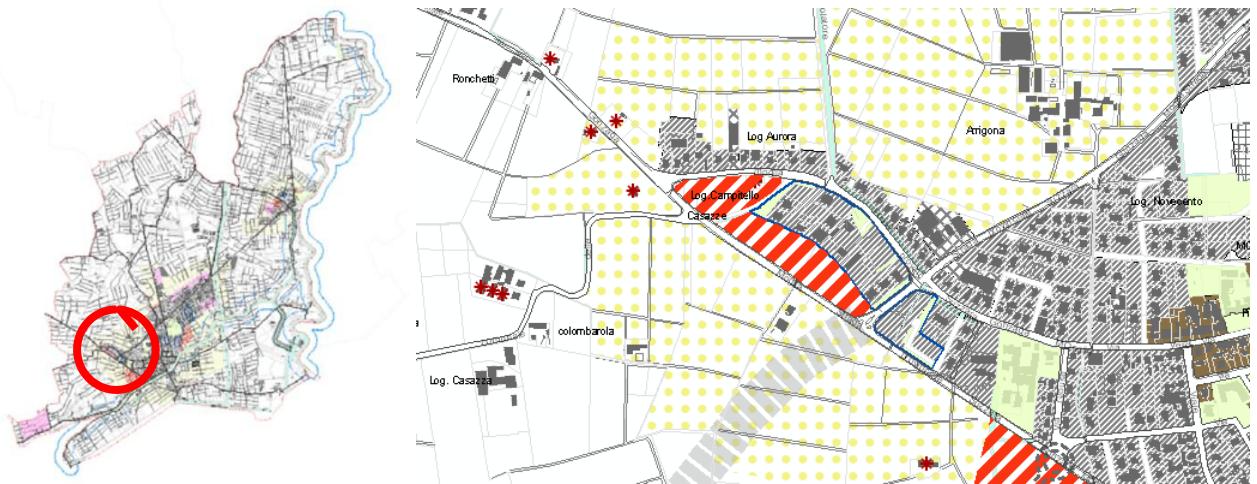 Ronchetti
Log Aurora
Arrigona
Log.Campitello
Casazze
Log. Novecento
colombarola
Log. Casazza